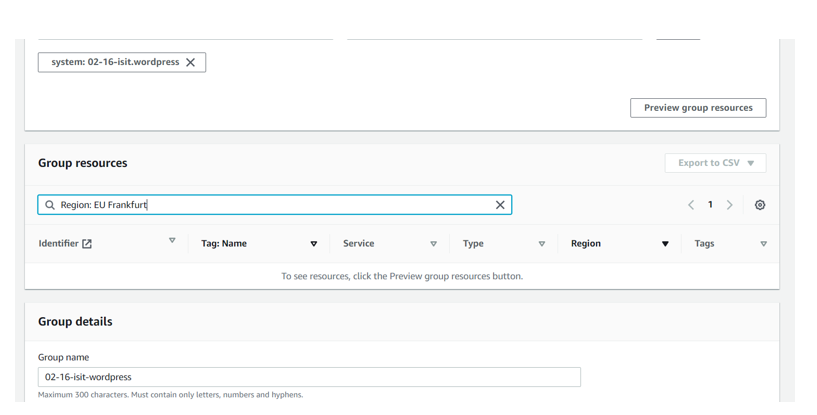 system: 02-16-isit.wordpress
Preview group resources
Group resources
Export to CSV
Region: EU Frankfurt
1
Identifier Tag: Name Service Type Region Tags
To see resources, click the Preview group resources button.
Group details
Group name
02-16-isit-wordpress
Maximum 300 characters. Must contain only letters, numbers and hyphens.